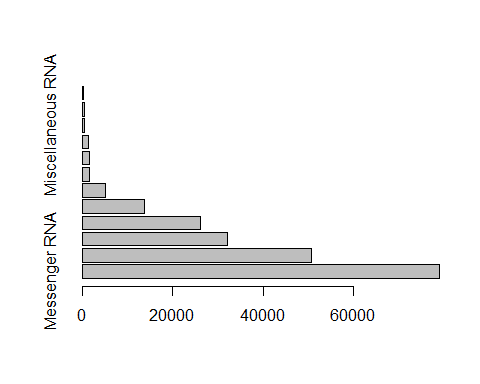 Miscellaneous RNA
Messenger RNA
0 20000 40000 60000